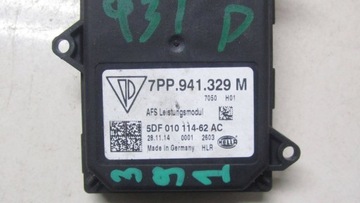 931 D
7PP.941.329 M
7050 H01
AFS Leistungsmodul
5DF 010 114-62 AC
28.11.14 0001 2603
Made in Germany HLR
HELLA